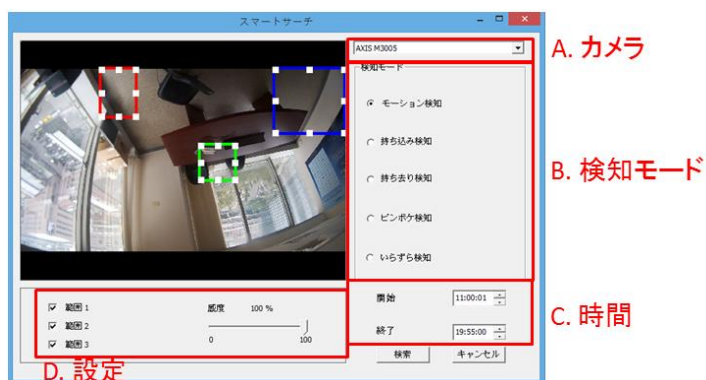 スマートサーチ
AXIS M3005
A. カメラ
検知モード
モーション検知
持ち込み検知
持ち去り検知
ピンボケ検知
いらずら検知
B. 検知モード
開始 11:00:01
終了 19:55:00
C. 時間
検索 キャンセル
範囲 1
範囲 2
範囲 3
感度 100 %
0 100
D. 設定